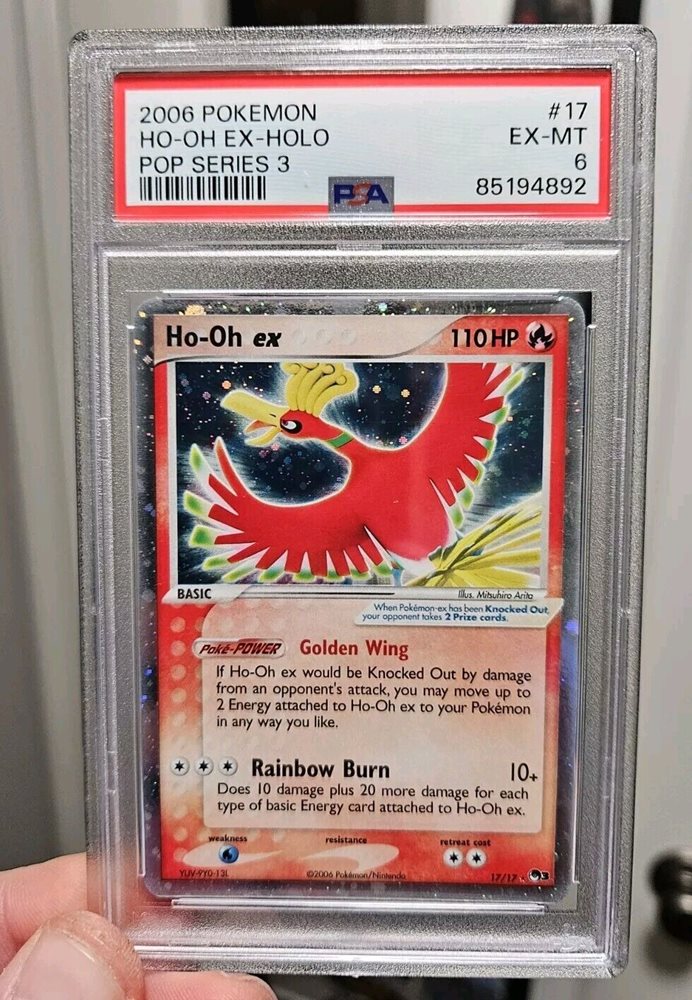 2006 POKEMON #17
HO-OH EX-HOLO EX-MT
POP SERIES 3 6
PSA 85194892
Ho-Oh ex 110 HP
BASIC
Illus. Mitsuhiro Arita
When Pokémon-ex has been Knocked Out,
your opponent takes 2 Prize cards.
Poké-POWER Golden Wing
If Ho-Oh ex would be Knocked Out by damage
from an opponent's attack, you may move up to
2 Energy attached to Ho-Oh ex to your Pokémon
in any way you like.
Rainbow Burn 10+
Does 10 damage plus 20 more damage for each
type of basic Energy card attached to Ho-Oh ex.
weakness resistance retreat cost
YUV-9Y0-13L ©2006 Pokémon/Nintendo 17/17 3